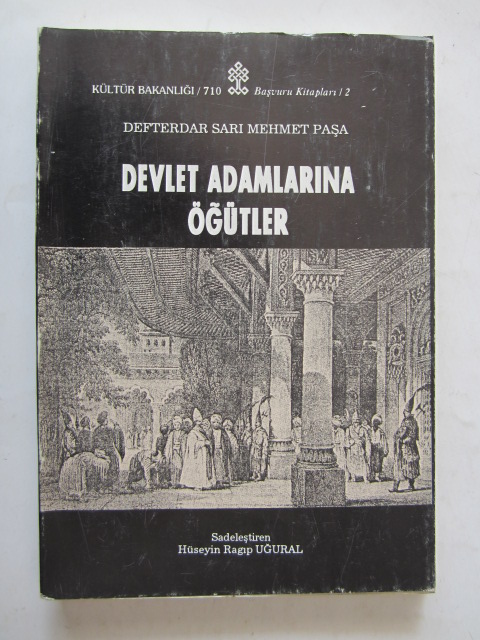 KÜLTÜR BAKANLIĞI / 710 Başvuru Kitapları / 2
DEFTERDAR SARI MEHMET PAŞA
DEVLET ADAMLARINA
ÖĞÜTLER
Sadeleştiren
Hüseyin Ragıp UĞURAL